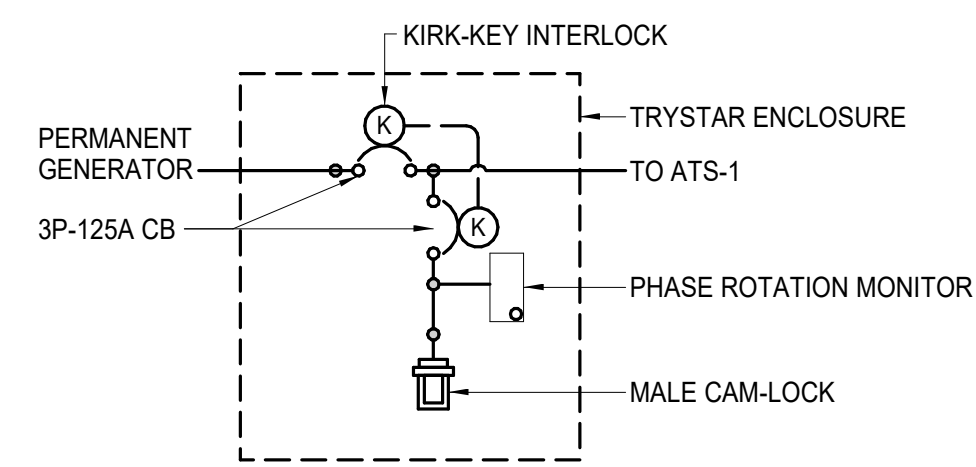 KIRK-KEY INTERLOCK
K
TRYSTAR ENCLOSURE
PERMANENT
GENERATOR
TO ATS-1
3P-125A CB
K
PHASE ROTATION MONITOR
MALE CAM-LOCK